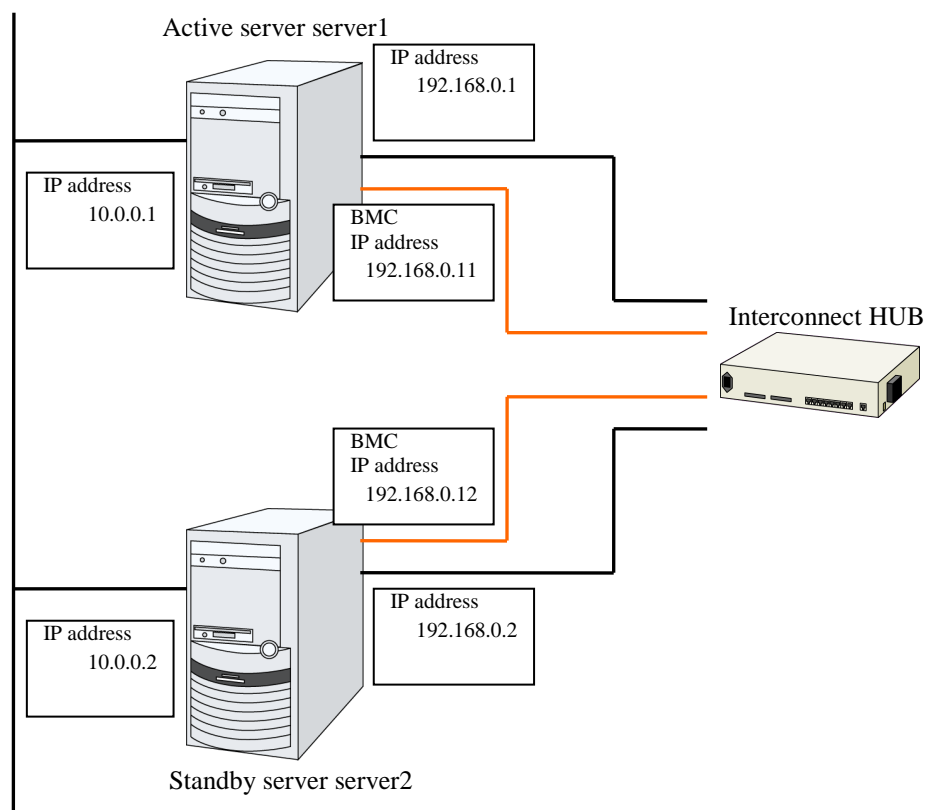 Active server server1
IP address
192.168.0.1
IP address
10.0.0.1
BMC
IP address
192.168.0.11
Interconnect HUB
BMC
IP address
192.168.0.12
IP address
192.168.0.2
IP address
10.0.0.2
Standby server server2